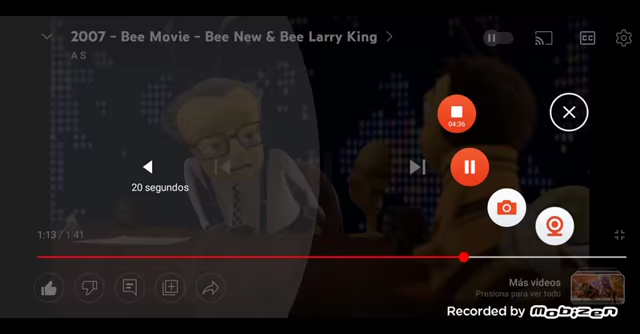 2007 - Bee Movie - Bee New & Bee Larry King
A S
CC
04:36
20 segundos
1:13 / 1:41
Más videos
Presiona para ver todo
Recorded by mobizen